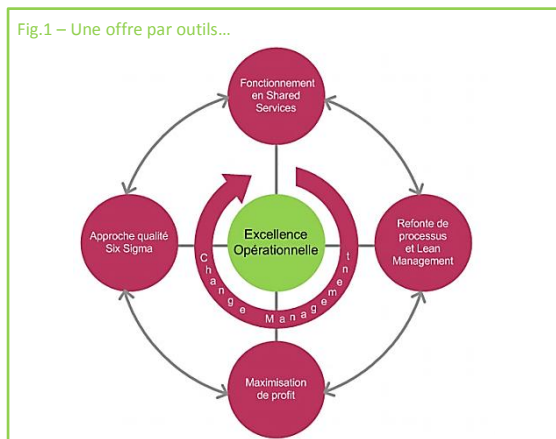 Fig.1 – Une offre par outils…
Fonctionnement
en Shared
Services
Approche qualité
Six Sigma
Excellence
Opérationnelle
Refonte de
processus
et Lean
Management
Change Management
Maximisation
de profit